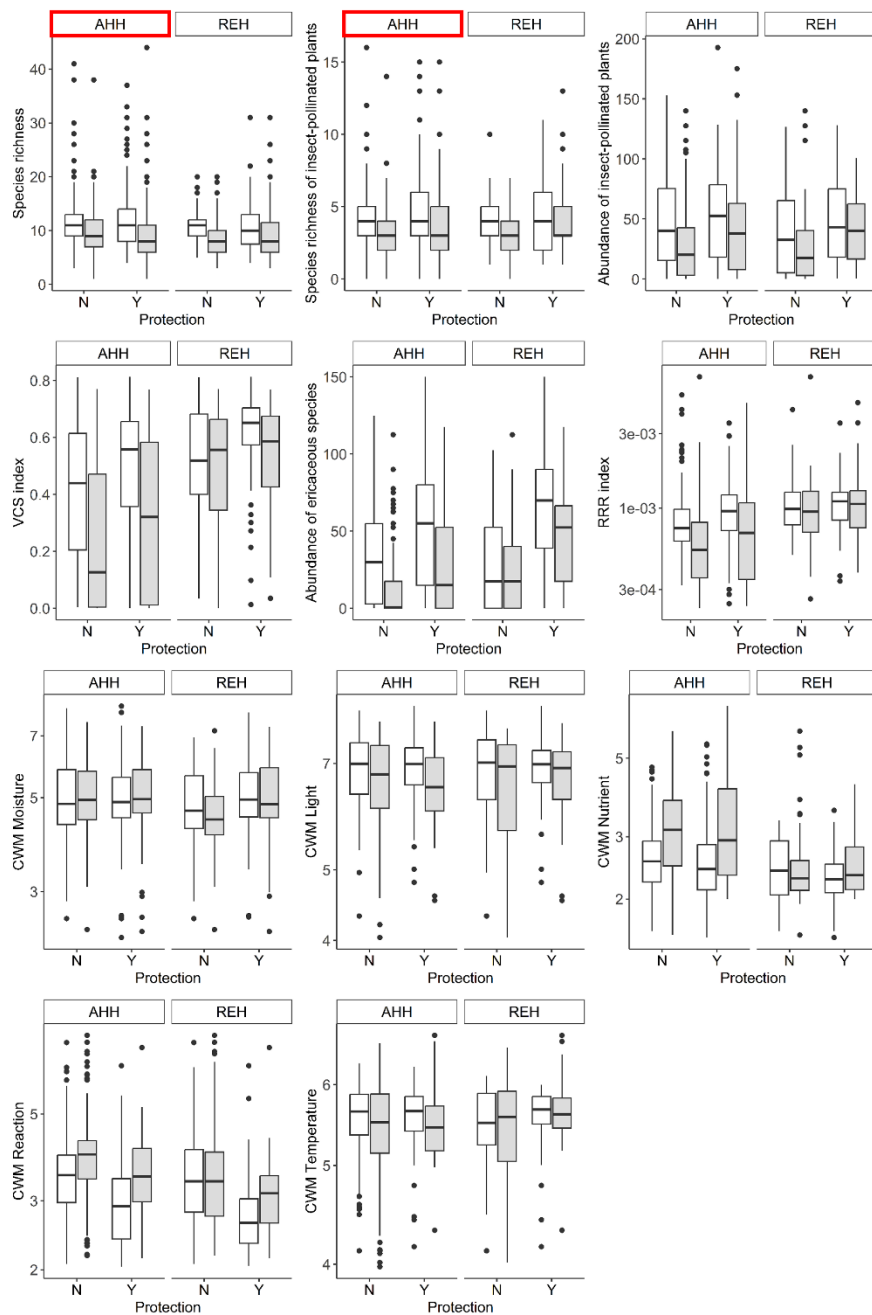 AHH REH
Species richness
40
30
20
10
0
N Y N Y
Protection
AHH REH
Species richness of insect-pollinated plants
15
10
5
0
N Y N Y
Protection
AHH REH
Abundance of insect-pollinated plants
200
150
100
50
0
N Y N Y
Protection
AHH REH
VCS index
0.8
0.6
0.4
0.2
0.0
N Y N Y
Protection
AHH REH
Abundance of ericaceous species
150
100
50
0
N Y N Y
Protection
AHH REH
RRR index
3e-03
1e-03
3e-04
N Y N Y
Protection
AHH REH
CWM Moisture
7
5
3
N Y N Y
Protection
AHH REH
CWM Light
7
5
4
N Y N Y
Protection
AHH REH
CWM Nutrient
5
3
2
N Y N Y
Protection
AHH REH
CWM Reaction
5
3
2
N Y N Y
Protection
AHH REH
CWM Temperature
6
5
4
N Y N Y
Protection